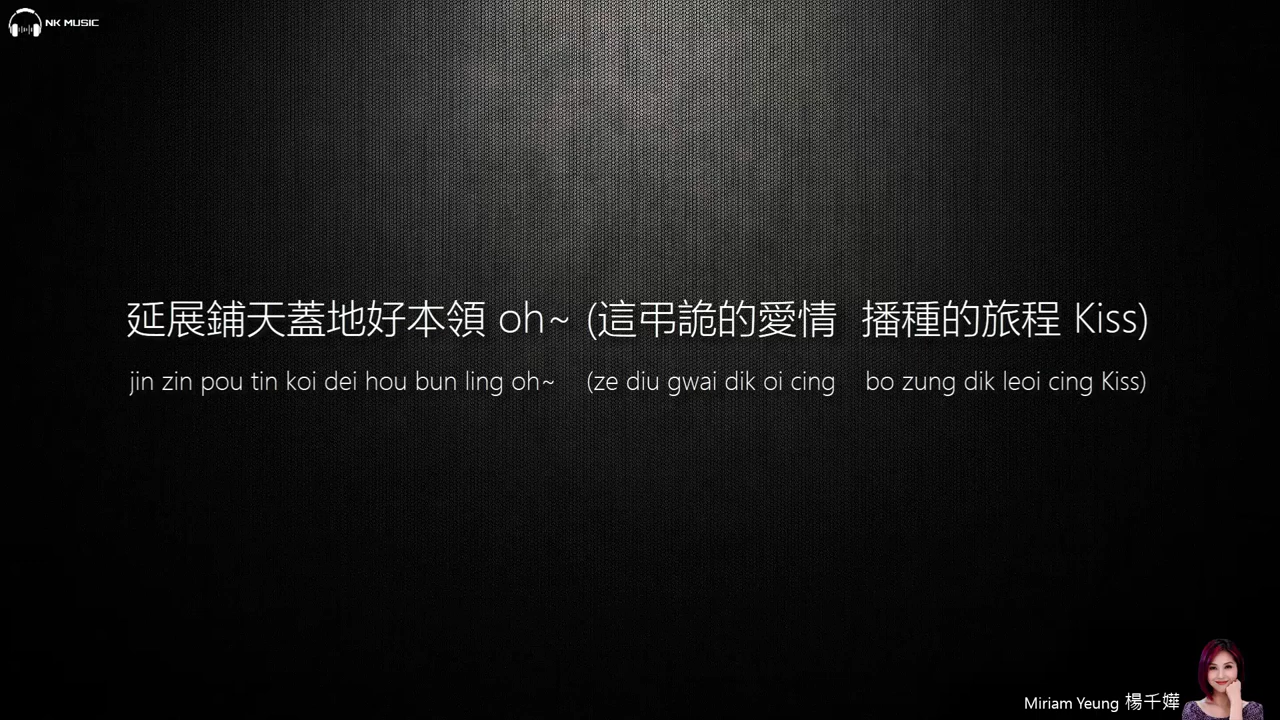 NK MUSIC
延展鋪天蓋地好本領 oh~ (這弔詭的愛情 播種的旅程 Kiss)
jin zin pou tin koi dei hou bun ling oh~ (ze diu gwai dik oi cing bo zung dik leoi cing Kiss)
Miriam Yeung 楊千嬅